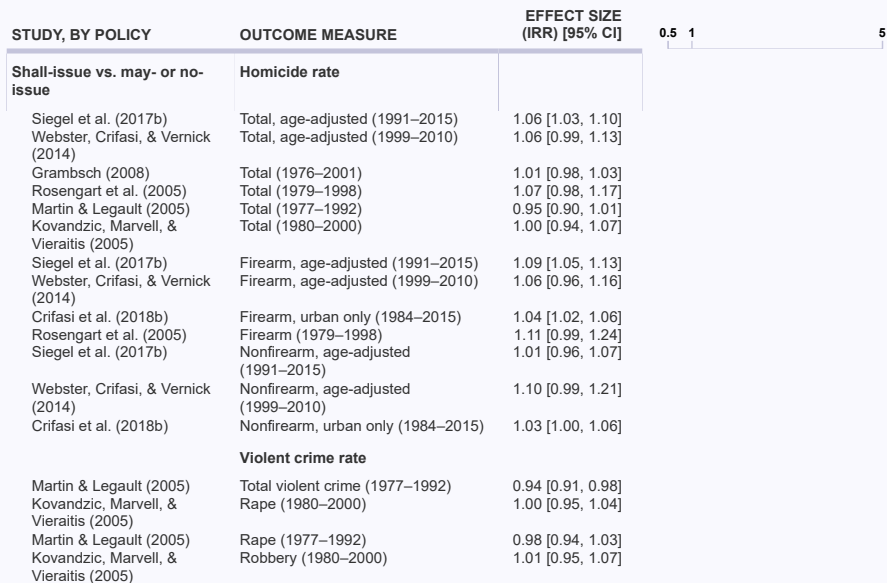 EFFECT SIZE
STUDY, BY POLICY OUTCOME MEASURE (IRR) [95% CI] 0.5 1 5
Shall-issue vs. may- or no- Homicide rate
issue
Siegel et al. (2017b) Total, age-adjusted (1991–2015) 1.06 [1.03, 1.10]
Webster, Crifasi, & Vernick Total, age-adjusted (1999–2010) 1.06 [0.99, 1.13]
(2014)
Grambsch (2008) Total (1976–2001) 1.01 [0.98, 1.03]
Rosengart et al. (2005) Total (1979–1998) 1.07 [0.98, 1.17]
Martin & Legault (2005) Total (1977–1992) 0.95 [0.90, 1.01]
Kovandzic, Marvell, & Total (1980–2000) 1.00 [0.94, 1.07]
Vieraitis (2005)
Siegel et al. (2017b) Firearm, age-adjusted (1991–2015) 1.09 [1.05, 1.13]
Webster, Crifasi, & Vernick Firearm, age-adjusted (1999–2010) 1.06 [0.96, 1.16]
(2014)
Crifasi et al. (2018b) Firearm, urban only (1984–2015) 1.04 [1.02, 1.06]
Rosengart et al. (2005) Firearm (1979–1998) 1.11 [0.99, 1.24]
Siegel et al. (2017b) Nonfirearm, age-adjusted 1.01 [0.96, 1.07]
(1991–2015)
Webster, Crifasi, & Vernick Nonfirearm, age-adjusted 1.10 [0.99, 1.21]
(2014) (1999–2010)
Crifasi et al. (2018b) Nonfirearm, urban only (1984–2015) 1.03 [1.00, 1.06]
Violent crime rate
Martin & Legault (2005) Total violent crime (1977–1992) 0.94 [0.91, 0.98]
Kovandzic, Marvell, & Rape (1980–2000) 1.00 [0.95, 1.04]
Vieraitis (2005)
Martin & Legault (2005) Rape (1977–1992) 0.98 [0.94, 1.03]
Kovandzic, Marvell, & Robbery (1980–2000) 1.01 [0.95, 1.07]
Vieraitis (2005)